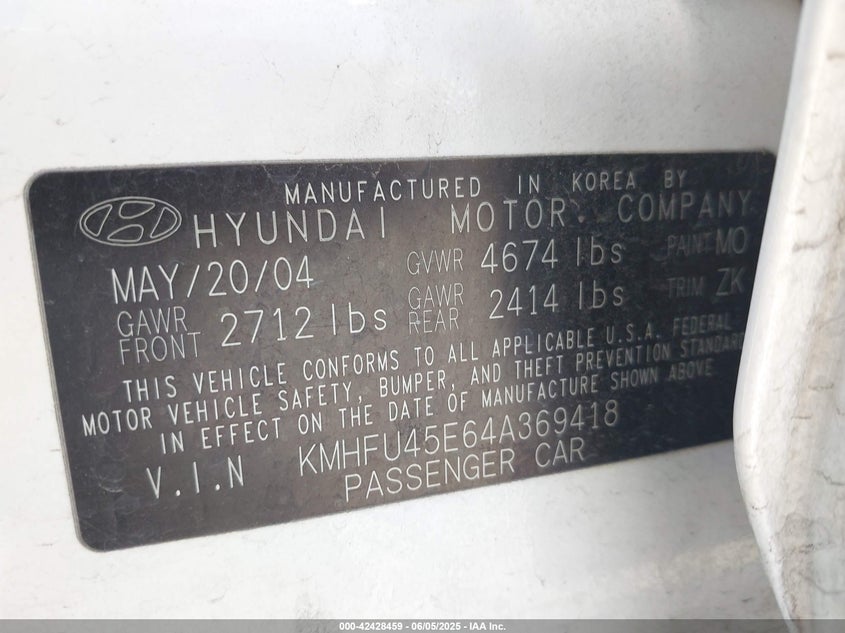 MANUFACTURED IN KOREA BY
HYUNDAI MOTOR COMPANY
MAY/20/04 GVWR 4674 lbs PAINT MO
GAWR FRONT 2712 lbs GAWR REAR 2414 lbs TRIM ZK
THIS VEHICLE CONFORMS TO ALL APPLICABLE U.S.A. FEDERAL
MOTOR VEHICLE SAFETY, BUMPER, AND THEFT PREVENTION STANDARD
IN EFFECT ON THE DATE OF MANUFACTURE SHOWN ABOVE
V.I.N KMHFU45E64A369418
PASSENGER CAR
000-42428459 - 06/05/2025 - IAA Inc.